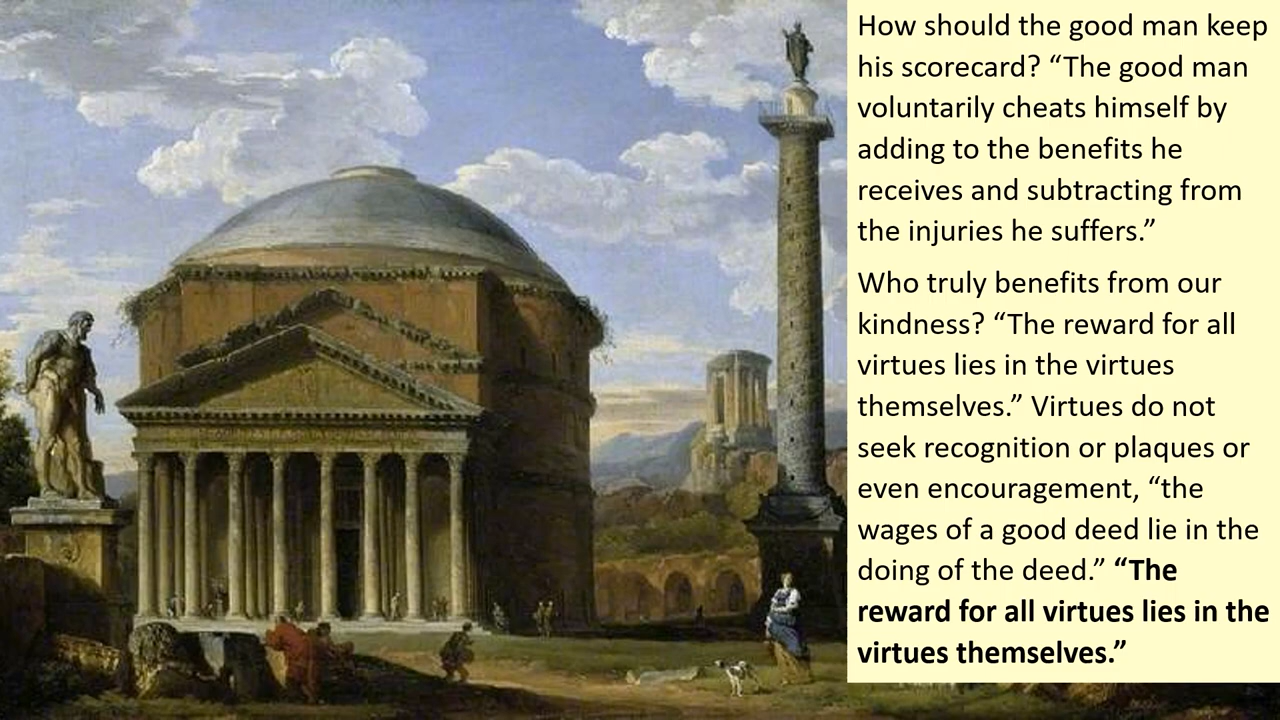 How should the good man keep
his scorecard? “The good man
voluntarily cheats himself by
adding to the benefits he
receives and subtracting from
the injuries he suffers.”
Who truly benefits from our
kindness? “The reward for all
virtues lies in the virtues
themselves.” Virtues do not
seek recognition or plaques or
even encouragement, “the
wages of a good deed lie in the
doing of the deed.” “The
reward for all virtues lies in the
virtues themselves.”